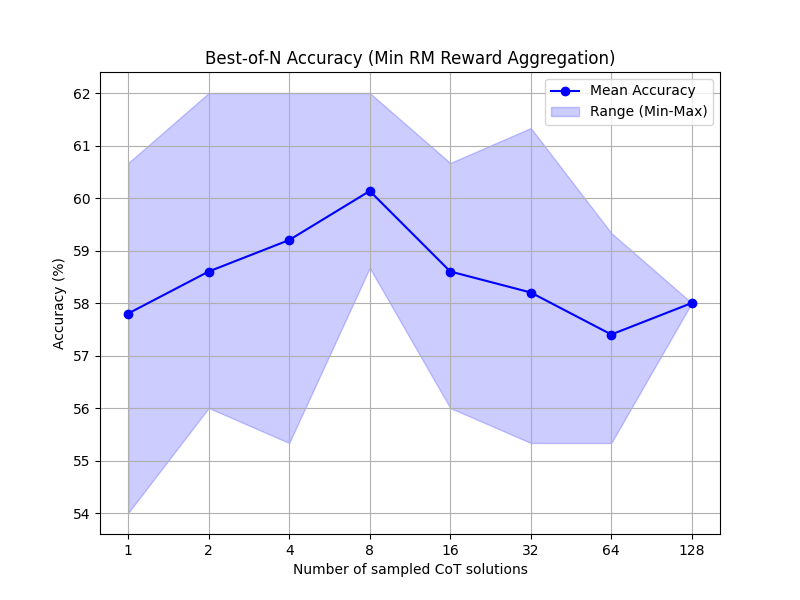 Best-of-N Accuracy (Min RM Reward Aggregation)
Mean Accuracy
Range (Min-Max)
Accuracy (%)
62
61
60
59
58
57
56
55
54
1 2 4 8 16 32 64 128
Number of sampled CoT solutions